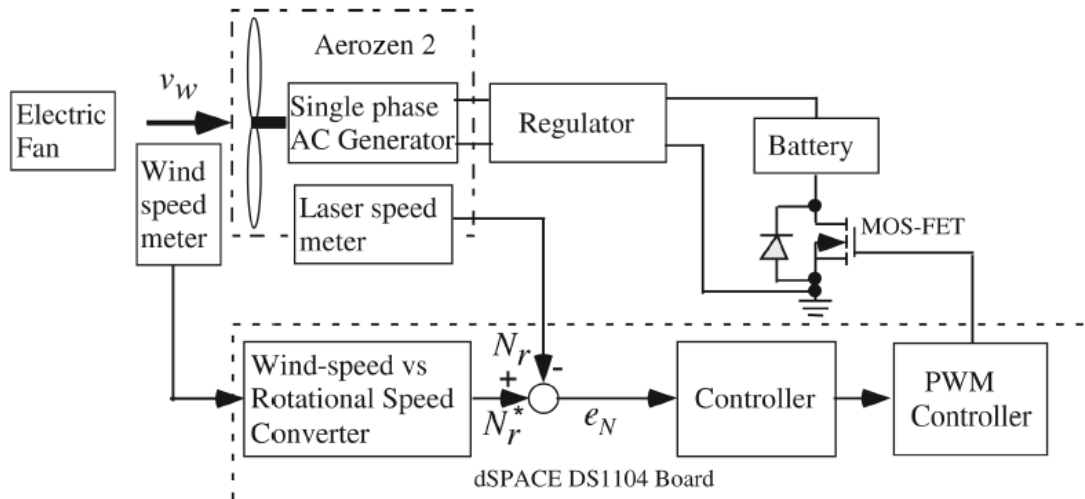 Aerozen 2
v_W
Electric
Fan
Single phase
AC Generator
Regulator
Battery
Wind
speed
meter
Laser speed
meter
MOS-FET
Wind-speed vs
Rotational Speed
Converter
N_r
-
+
N_r^*
e_N
Controller
PWM
Controller
dSPACE DS1104 Board